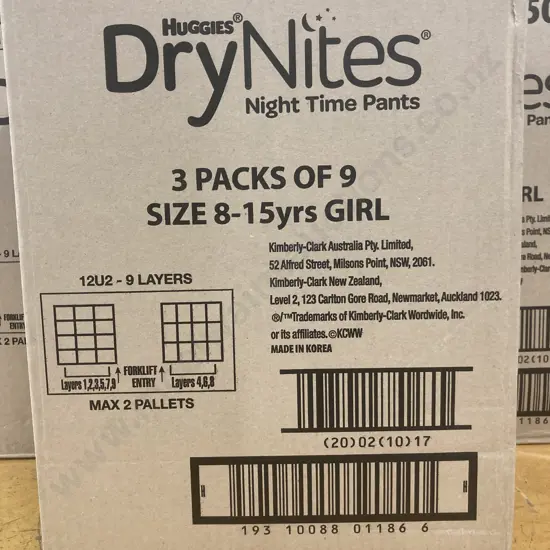 HUGGIES®
DryNites®
Night Time Pants
3 PACKS OF 9
SIZE 8-15yrs GIRL
Kimberly-Clark Australia Pty. Limited,
52 Alfred Street, Milsons Point, NSW, 2061.
Kimberly-Clark New Zealand,
Level 2, 123 Carlton Gore Road, Newmarket, Auckland 1023.
®/™Trademarks of Kimberly-Clark Wordwide, Inc.
or its affiliates. ©KCWW
MADE IN KOREA
12U2 - 9 LAYERS
Layers 1,2,3,5,7,9
FORKLIFT
ENTRY
Layers 4,6,8
MAX 2 PALLETS
(20)02(10)17
H H
193 10088 01186 6